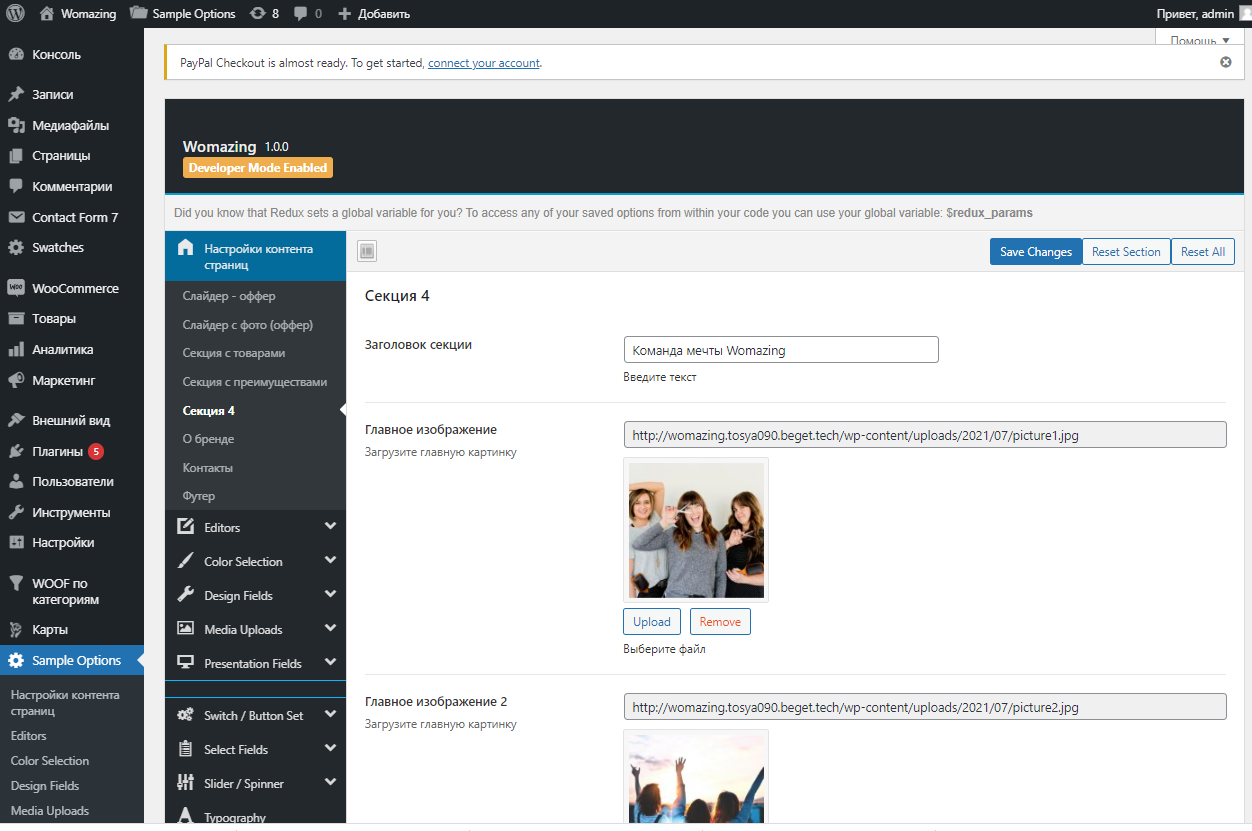 Womazing
Sample Options
8
0
Добавить
Привет, admin
Помощь
PayPal Checkout is almost ready. To get started, connect your account.
Консоль
Записи
Медиафайлы
Страницы
Комментарии
Contact Form 7
Swatches
WooCommerce
Товары
Аналитика
Маркетинг
Внешний вид
Плагины 5
Пользователи
Инструменты
Настройки
WOOF по
категориям
Карты
Sample Options
Настройки контента
страниц
Editors
Color Selection
Design Fields
Media Uploads
Womazing 1.0.0
Developer Mode Enabled
Did you know that Redux sets a global variable for you? To access any of your saved options from within your code you can use your global variable: $redux_params
Настройки контента
страниц
Слайдер - оффер
Слайдер с фото (оффер)
Секция с товарами
Секция с преимуществами
Секция 4
О бренде
Контакты
Футер
Editors
Color Selection
Design Fields
Media Uploads
Presentation Fields
Switch / Button Set
Select Fields
Slider / Spinner
Typography
Save Changes
Reset Section
Reset All
Секция 4
Заголовок секции
Команда мечты Womazing
Введите текст
Главное изображение
Загрузите главную картинку
http://womazing.tosya090.beget.tech/wp-content/uploads/2021/07/picture1.jpg
Upload
Remove
Выберите файл
Главное изображение 2
Загрузите главную картинку
http://womazing.tosya090.beget.tech/wp-content/uploads/2021/07/picture2.jpg